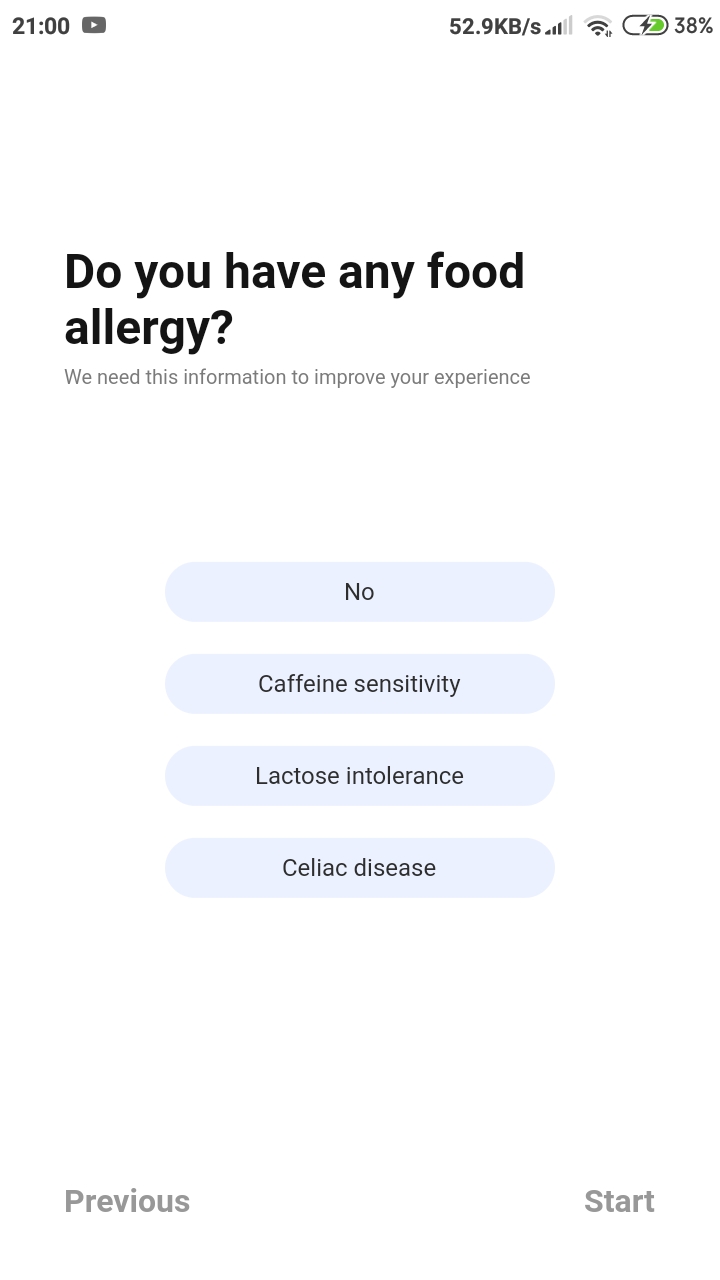 21:00 52.9KB/s 38%
Do you have any food
allergy?
We need this information to improve your experience
No
Caffeine sensitivity
Lactose intolerance
Celiac disease
Previous Start